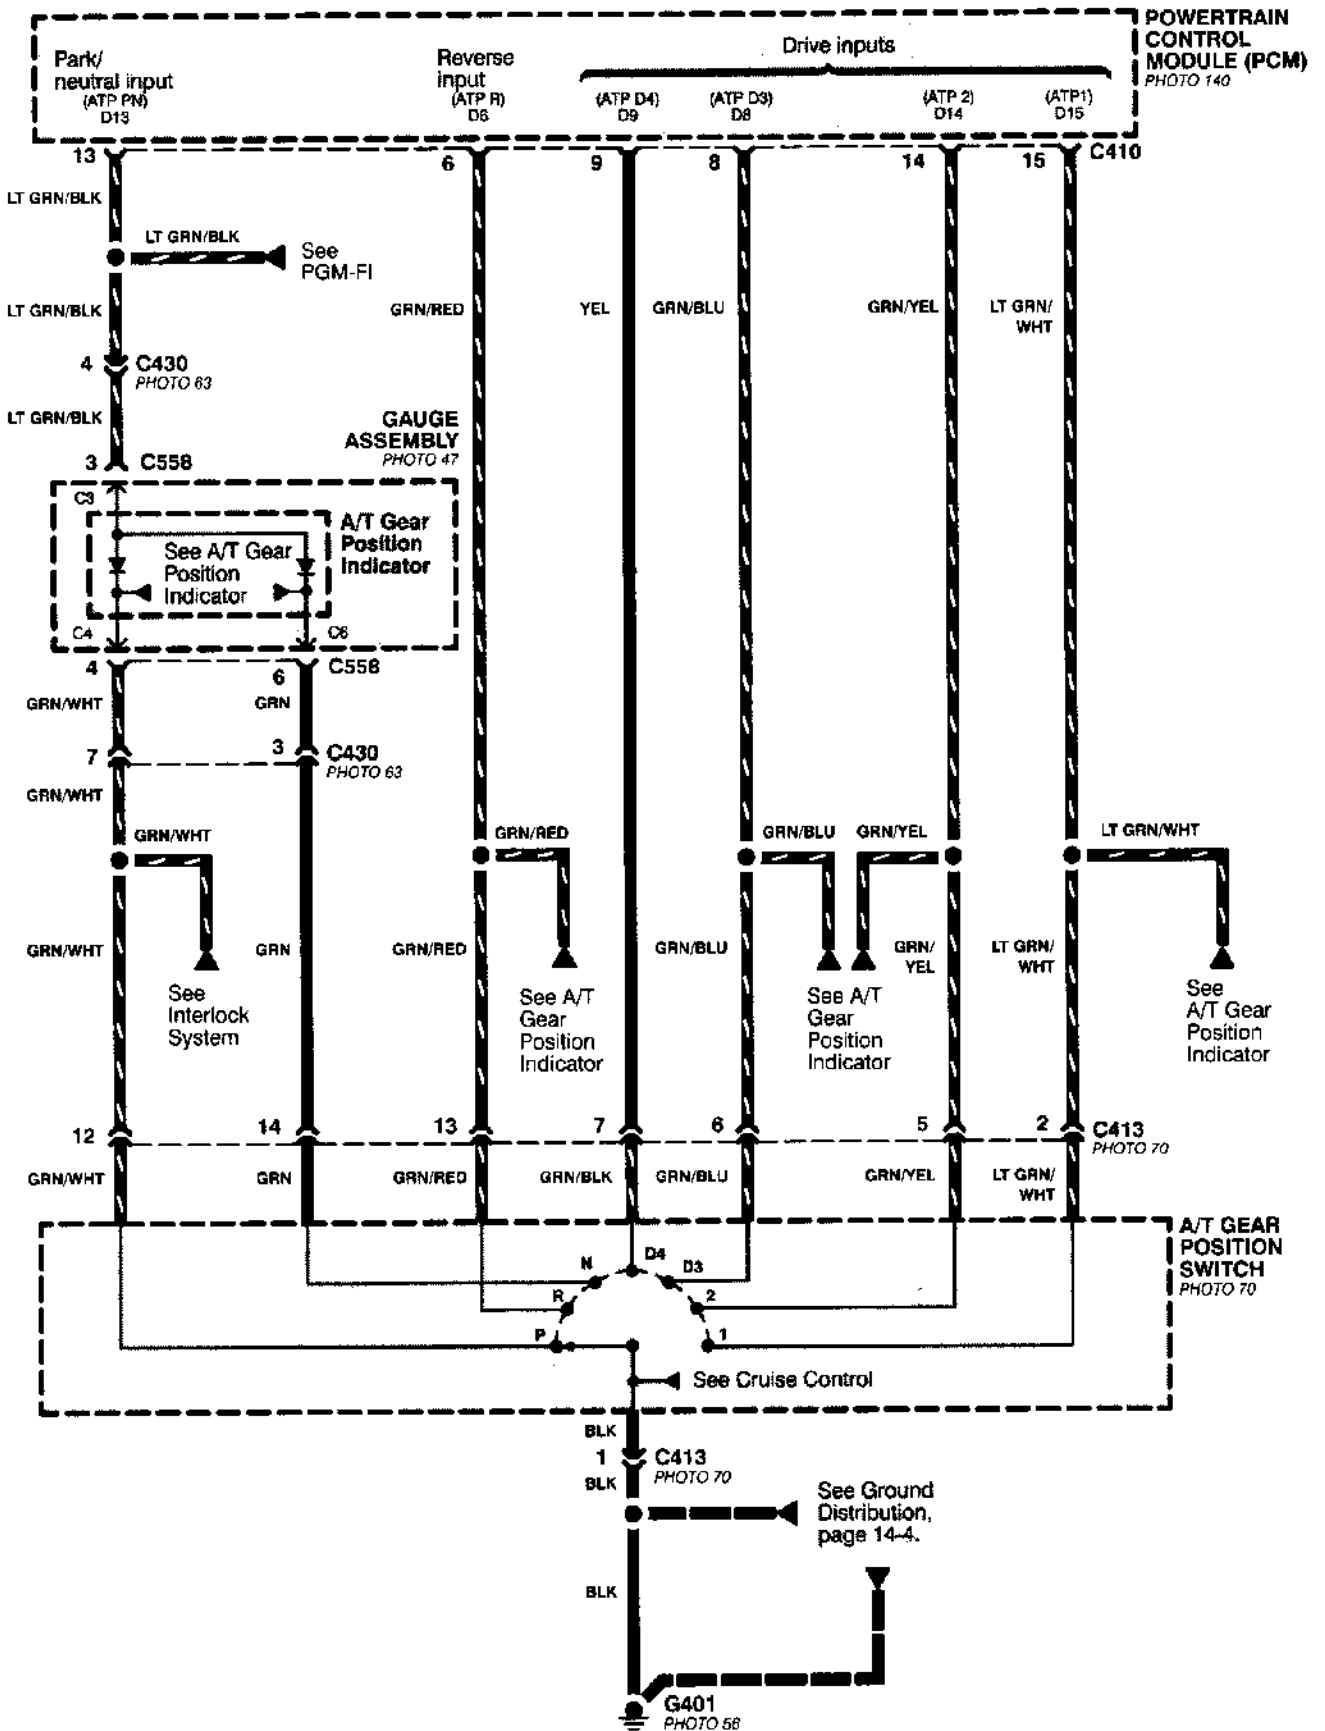 POWERTRAIN
CONTROL
MODULE (PCM)
PHOTO 140
Park/
neutral input
(ATP PN)
D13
Reverse
input
(ATP R)
D6
Drive inputs
(ATP D4)
D9
(ATP D3)
D8
(ATP 2)
D14
(ATP1)
D15
13
6
9
8
14
15
C410
LT GRN/BLK
LT GRN/BLK
See
PGM-FI
LT GRN/BLK
GRN/RED
YEL
GRN/BLU
GRN/YEL
LT GRN/
WHT
4
C430
PHOTO 63
LT GRN/BLK
3
C558
GAUGE
ASSEMBLY
PHOTO 47
C3
A/T Gear
Position
Indicator
See A/T Gear
Position
Indicator
C4
C6
4
6
C558
GRN/WHT
GRN
7
3
C430
PHOTO 63
GRN/WHT
GRN/WHT
GRN/RED
GRN/BLU
GRN/YEL
LT GRN/WHT
GRN/WHT
GRN
GRN/RED
GRN/BLU
GRN/
YEL
LT GRN/
WHT
See
Interlock
System
See A/T
Gear
Position
Indicator
See A/T
Gear
Position
Indicator
See
A/T Gear
Position
Indicator
12
14
13
7
6
5
2
C413
PHOTO 70
GRN/WHT
GRN
GRN/RED
GRN/BLK
GRN/BLU
GRN/YEL
LT GRN/
WHT
A/T GEAR
POSITION
SWITCH
PHOTO 70
N
D4
D3
R
2
P
1
See Cruise Control
BLK
1
C413
PHOTO 70
BLK
See Ground
Distribution,
page 14-4.
BLK
G401
PHOTO 56